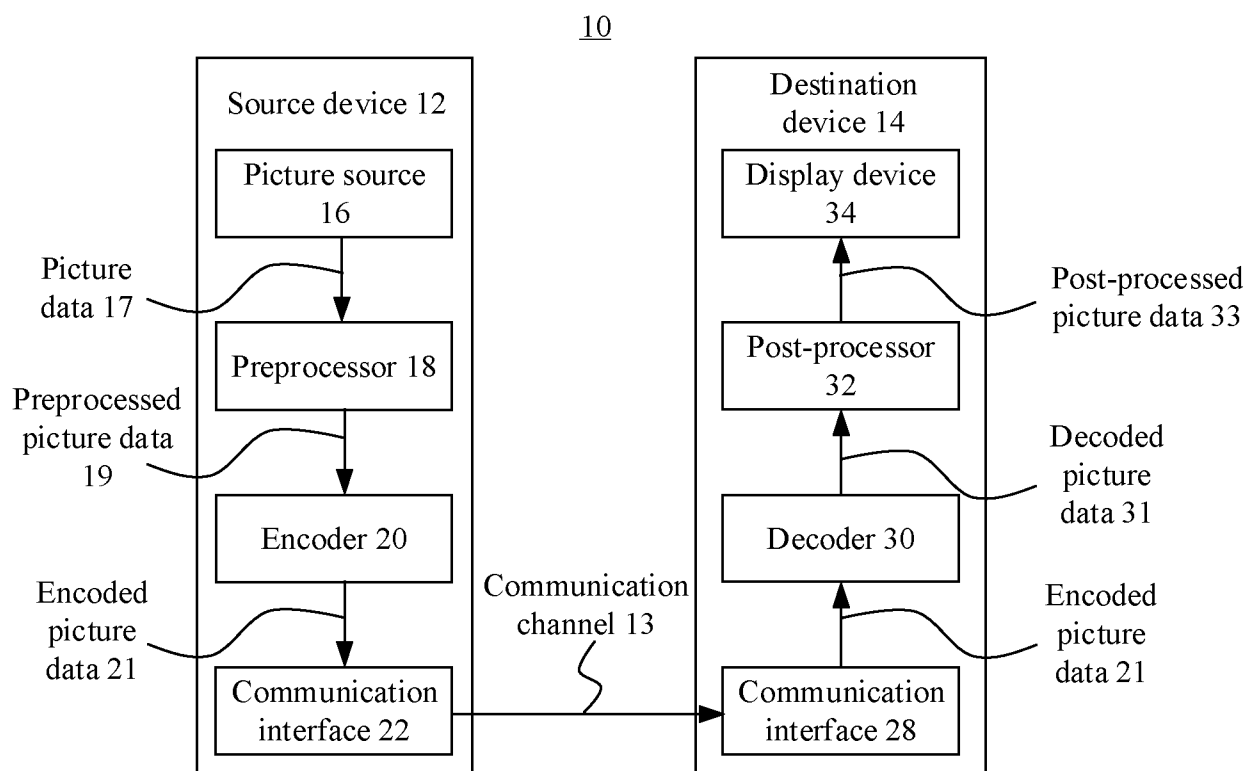 10
Source device 12
Picture source
16
Picture
data 17
Preprocessor 18
Preprocessed
picture data
19
Encoder 20
Encoded
picture
data 21
Communication
interface 22
Communication
channel 13
Destination
device 14
Display device
34
Post-processed
picture data 33
Post-processor
32
Decoded
picture
data 31
Decoder 30
Encoded
picture
data 21
Communication
interface 28